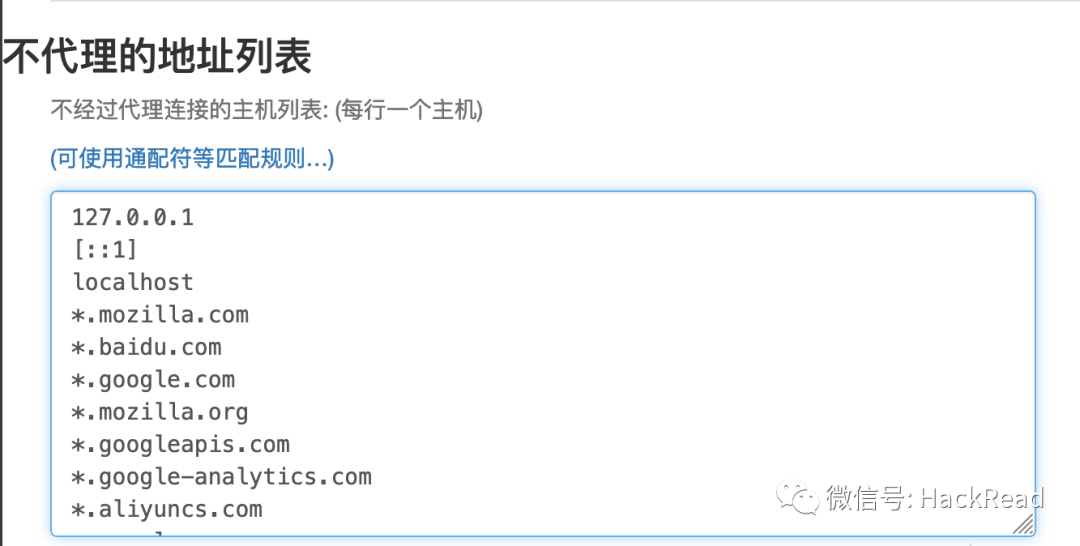 不代理的地址列表
不经过代理连接的主机列表: (每行一个主机)
(可使用通配符等匹配规则...)
127.0.0.1
[::1]
localhost
*.mozilla.com
*.baidu.com
*.google.com
*.mozilla.org
*.googleapis.com
*.google-analytics.com
*.aliyuncs.com
微信号: HackRead